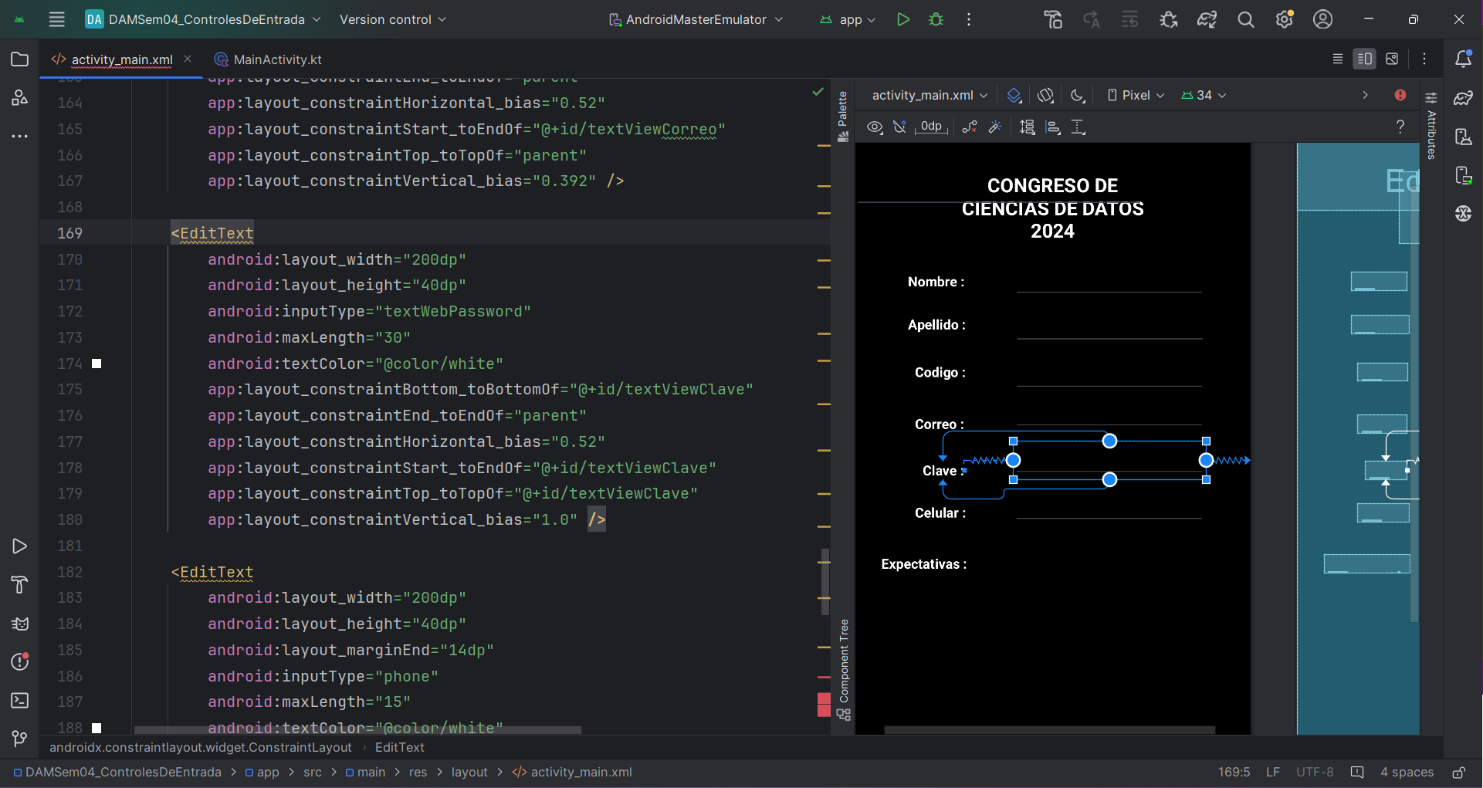 DA DAMSem04_ControlesDeEntrada Version control AndroidMasterEmulator app
activity_main.xml MainActivity.kt
app:layout_constraintEnd_toEndOf="parent"
164 app:layout_constraintHorizontal_bias="0.52"
165 app:layout_constraintStart_toEndOf="@+id/textViewCorreo"
166 app:layout_constraintTop_toTopOf="parent"
167 app:layout_constraintVertical_bias="0.392" />
168
169 <EditText
170 android:layout_width="200dp"
171 android:layout_height="40dp"
172 android:inputType="textWebPassword"
173 android:maxLength="30"
174 android:textColor="@color/white"
175 app:layout_constraintBottom_toBottomOf="@+id/textViewClave"
176 app:layout_constraintEnd_toEndOf="parent"
177 app:layout_constraintHorizontal_bias="0.52"
178 app:layout_constraintStart_toEndOf="@+id/textViewClave"
179 app:layout_constraintTop_toTopOf="@+id/textViewClave"
180 app:layout_constraintVertical_bias="1.0" />
181
182 <EditText
183 android:layout_width="200dp"
184 android:layout_height="40dp"
185 android:layout_marginEnd="14dp"
186 android:inputType="phone"
187 android:maxLength="15"
188 android:textColor="@color/white"
Palette
Component Tree
activity_main.xml Pixel 34
0dp
?
Attributes
CONGRESO DE
CIENCIAS DE DATOS
2024
Nombre :
Apellido :
Codigo :
Correo :
Clave :
Celular :
Expectativas :
Ed
androidx.constraintlayout.widget.ConstraintLayout EditText
DAMSem04_ControlesDeEntrada app src main res layout activity_main.xml 169:5 LF UTF-8 4 spaces